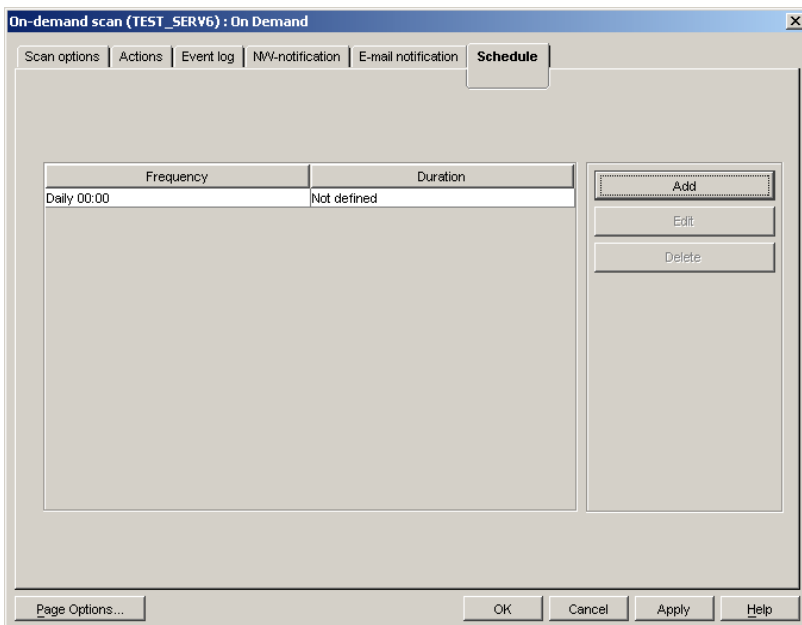 On-demand scan (TEST_SERV6) : On Demand
Scan options Actions Event log NW-notification E-mail notification Schedule
Frequency Duration
Daily 00:00 Not defined
Add
Edit
Delete
Page Options... OK Cancel Apply Help